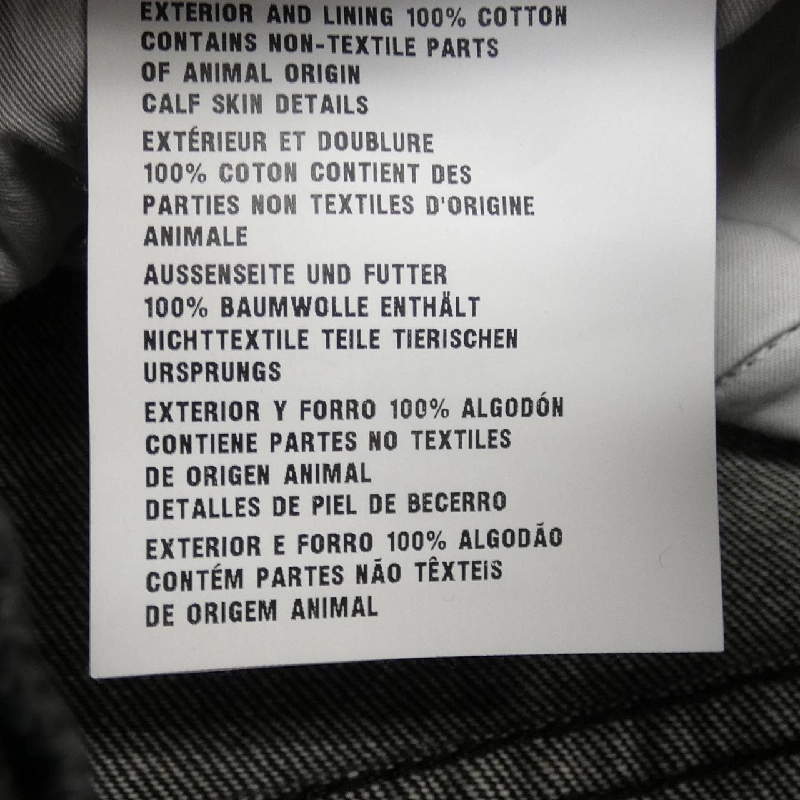 EXTERIOR AND LINING 100% COTTON
CONTAINS NON-TEXTILE PARTS
OF ANIMAL ORIGIN
CALF SKIN DETAILS
EXTÉRIEUR ET DOUBLURE
100% COTON CONTIENT DES
PARTIES NON TEXTILES D'ORIGINE
ANIMALE
AUSSENSEITE UND FUTTER
100% BAUMWOLLE ENTHÄLT
NICHTTEXTILE TEILE TIERISCHEN
URSPRUNGS
EXTERIOR Y FORRO 100% ALGODÓN
CONTIENE PARTES NO TEXTILES
DE ORIGEN ANIMAL
DETALLES DE PIEL DE BECERRO
EXTERIOR E FORRO 100% ALGODÃO
CONTÉM PARTES NÃO TÊXTEIS
DE ORIGEM ANIMAL